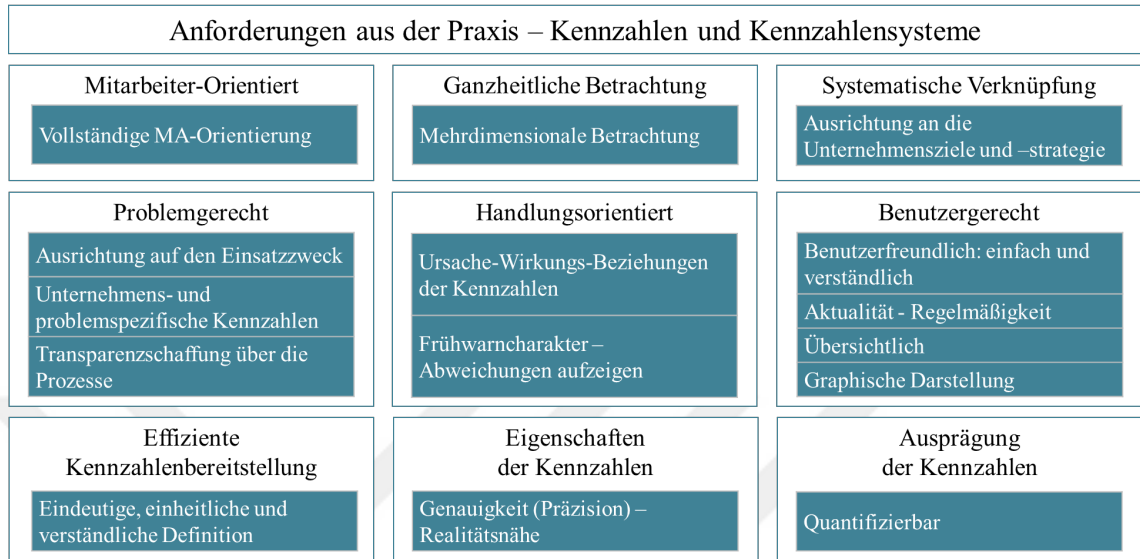 Anforderungen aus der Praxis – Kennzahlen und Kennzahlensysteme
Mitarbeiter-Orientiert
Vollständige MA-Orientierung
Ganzheitliche Betrachtung
Mehrdimensionale Betrachtung
Systematische Verknüpfung
Ausrichtung an die
Unternehmensziele und –strategie
Problemgerecht
Ausrichtung auf den Einsatzzweck
Unternehmens- und
problemspezifische Kennzahlen
Transparenzschaffung über die
Prozesse
Handlungsorientiert
Ursache-Wirkungs-Beziehungen
der Kennzahlen
Frühwarncharakter –
Abweichungen aufzeigen
Benutzergerecht
Benutzerfreundlich: einfach und
verständlich
Aktualität - Regelmäßigkeit
Übersichtlich
Graphische Darstellung
Effiziente
Kennzahlenbereitstellung
Eindeutige, einheitliche und
verständliche Definition
Eigenschaften
der Kennzahlen
Genauigkeit (Präzision) –
Realitätsnähe
Ausprägung
der Kennzahlen
Quantifizierbar